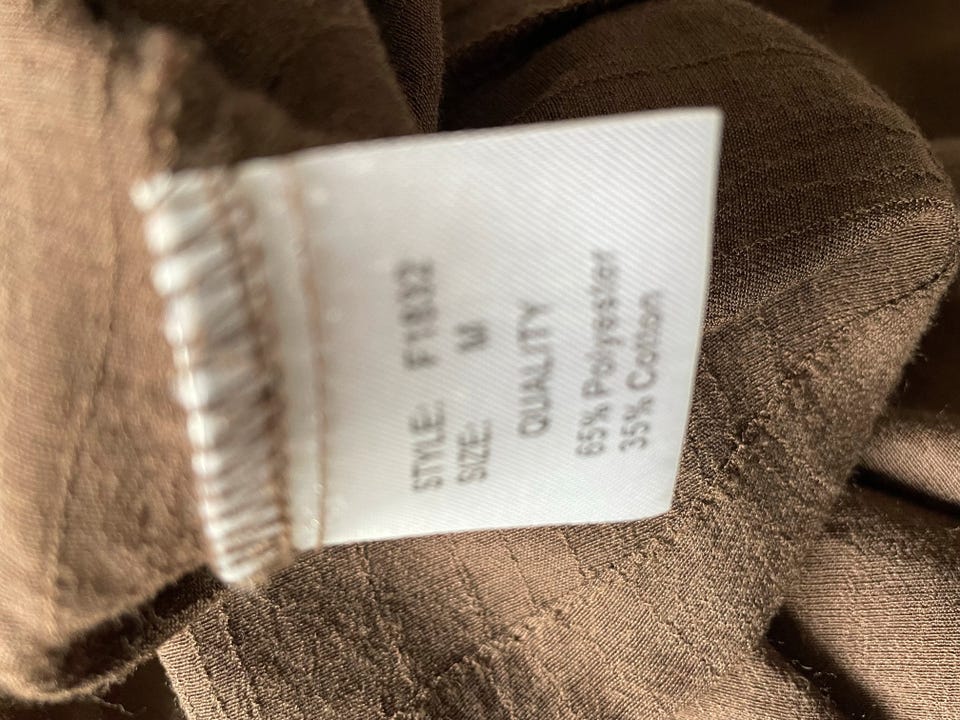 STYLE: F1832
SIZE: M
QUALITY
65% Polyester
35% Cotton